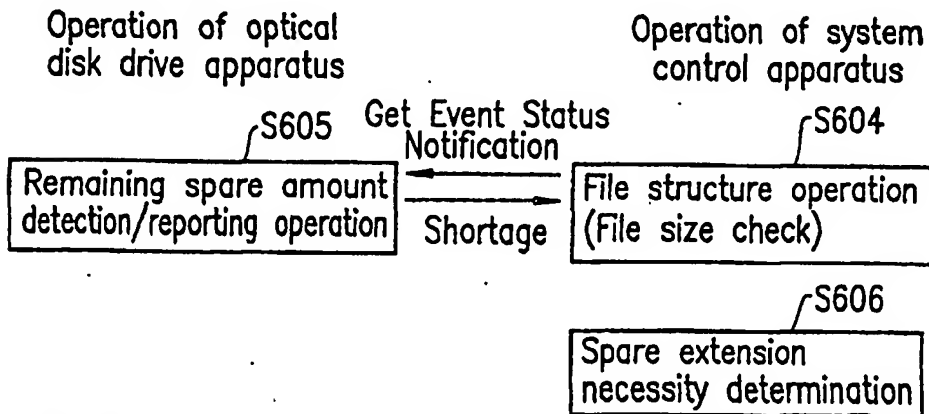 Operation of optical
disk drive apparatus
Operation of system
control apparatus
S605
Get Event Status
Notification
S604
Remaining spare amount
detection/reporting operation
Shortage
File structure operation
(File size check)
S606
Spare extension
necessity determination